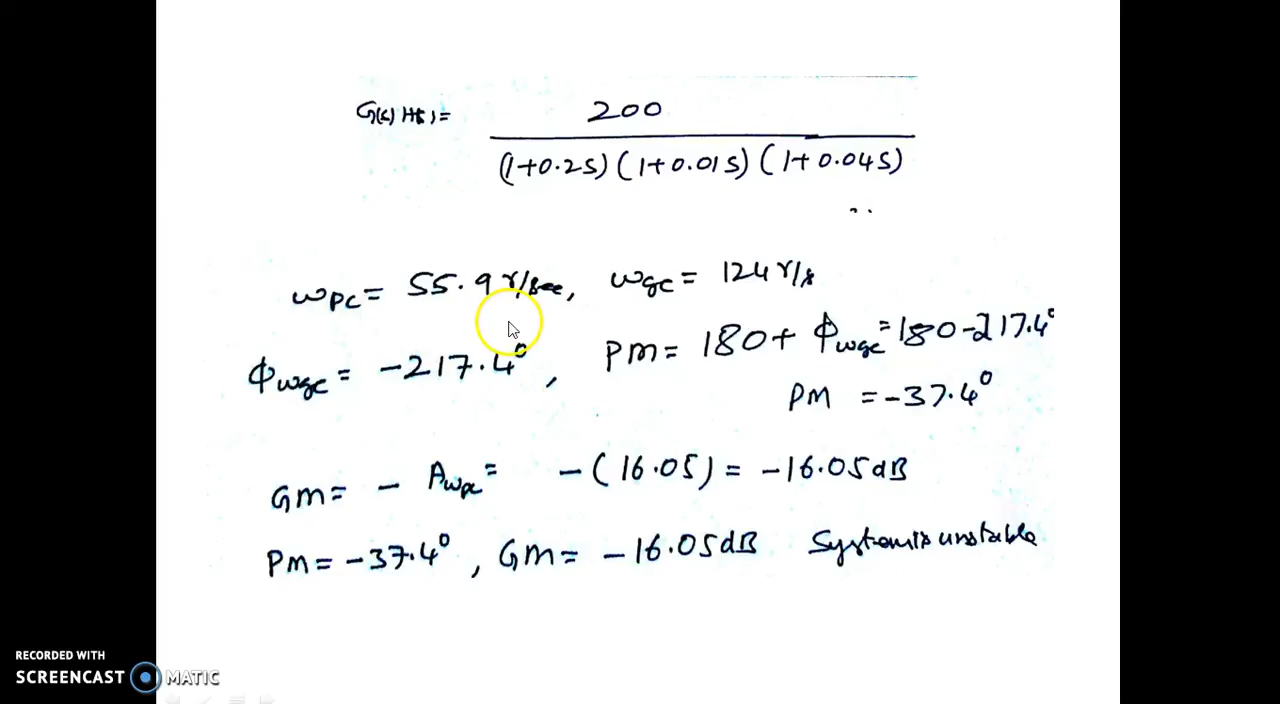 G(s) H(s) =
200
(1+0.2S) (1+0.01S) (1+0.04S)
ωpc = 55.9 r/sec, ωgc = 124 r/s
ϕωgc = -217.4°, PM = 180+ ϕωgc = 180-217.4°
PM = -37.4°
GM = - Aωpc = -(16.05) = -16.05dB
PM = -37.4°, GM = -16.05dB System is unstable
RECORDED WITH
SCREENCAST MATIC